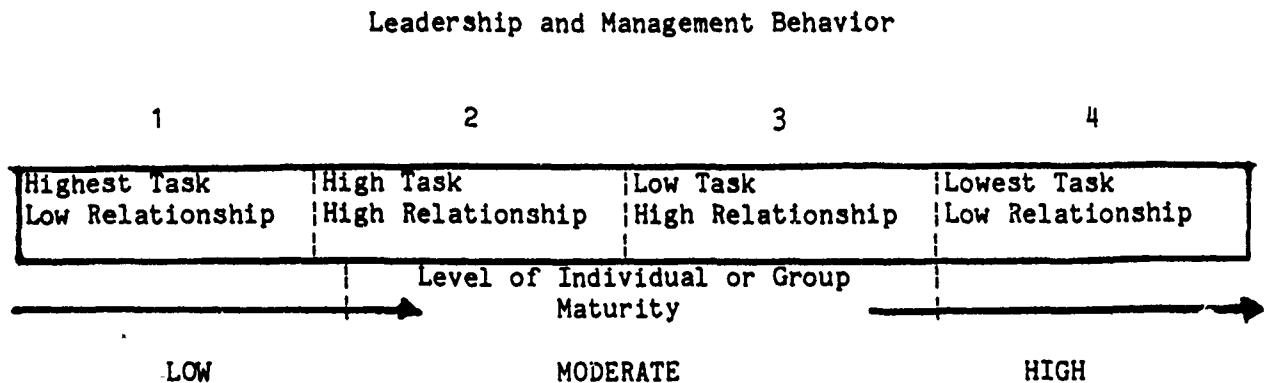 Leadership and Management Behavior
1 2 3 4
Highest Task High Task Low Task Lowest Task
Low Relationship High Relationship High Relationship Low Relationship
Level of Individual or Group
Maturity
LOW MODERATE HIGH